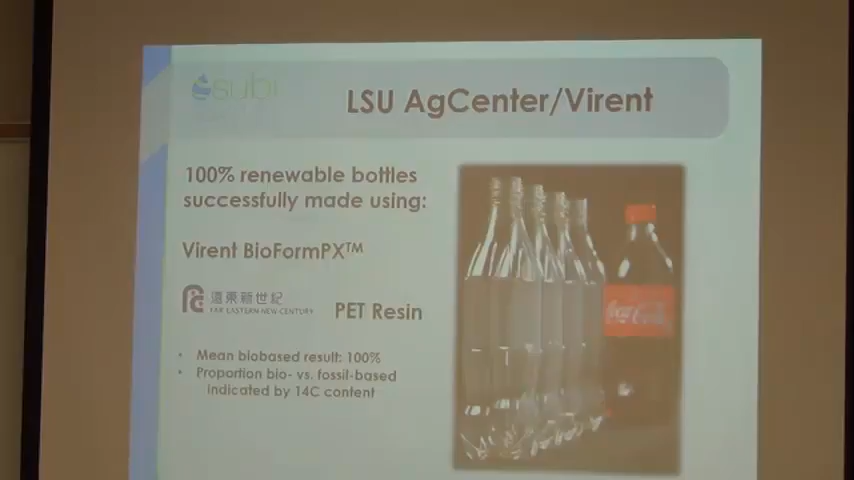 subi
LSU AgCenter/Virent
100% renewable bottles
successfully made using:
Virent BioFormPX™
遠東新世紀
FAR EASTERN NEW CENTURY
PET Resin
• Mean biobased result: 100%
• Proportion bio- vs. fossil-based
indicated by 14C content
Coca-Cola